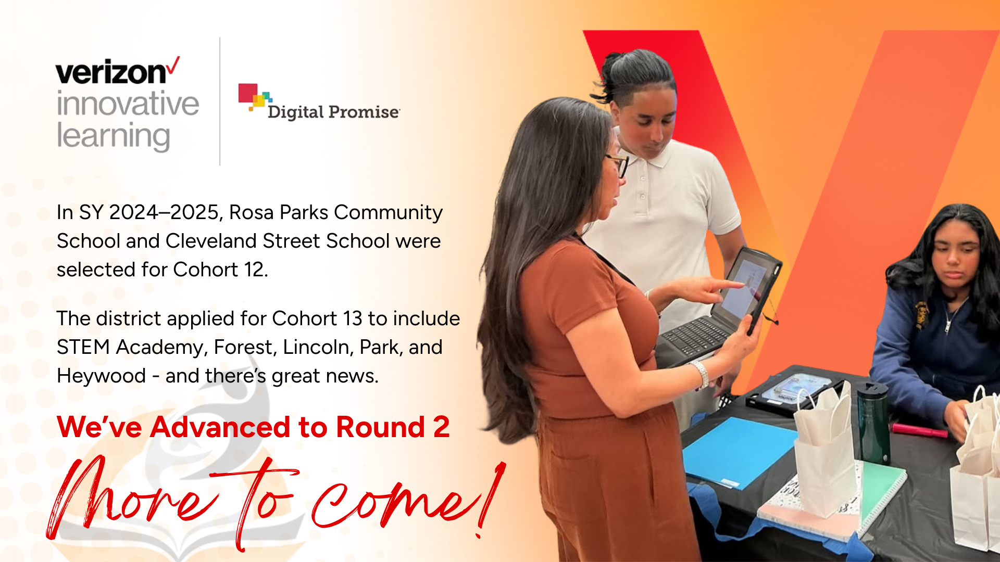 verizon
innovative
learning
Digital Promise
In SY 2024–2025, Rosa Parks Community
School and Cleveland Street School were
selected for Cohort 12.
The district applied for Cohort 13 to include
STEM Academy, Forest, Lincoln, Park, and
Heywood - and there’s great news.
We’ve Advanced to Round 2
More to come!